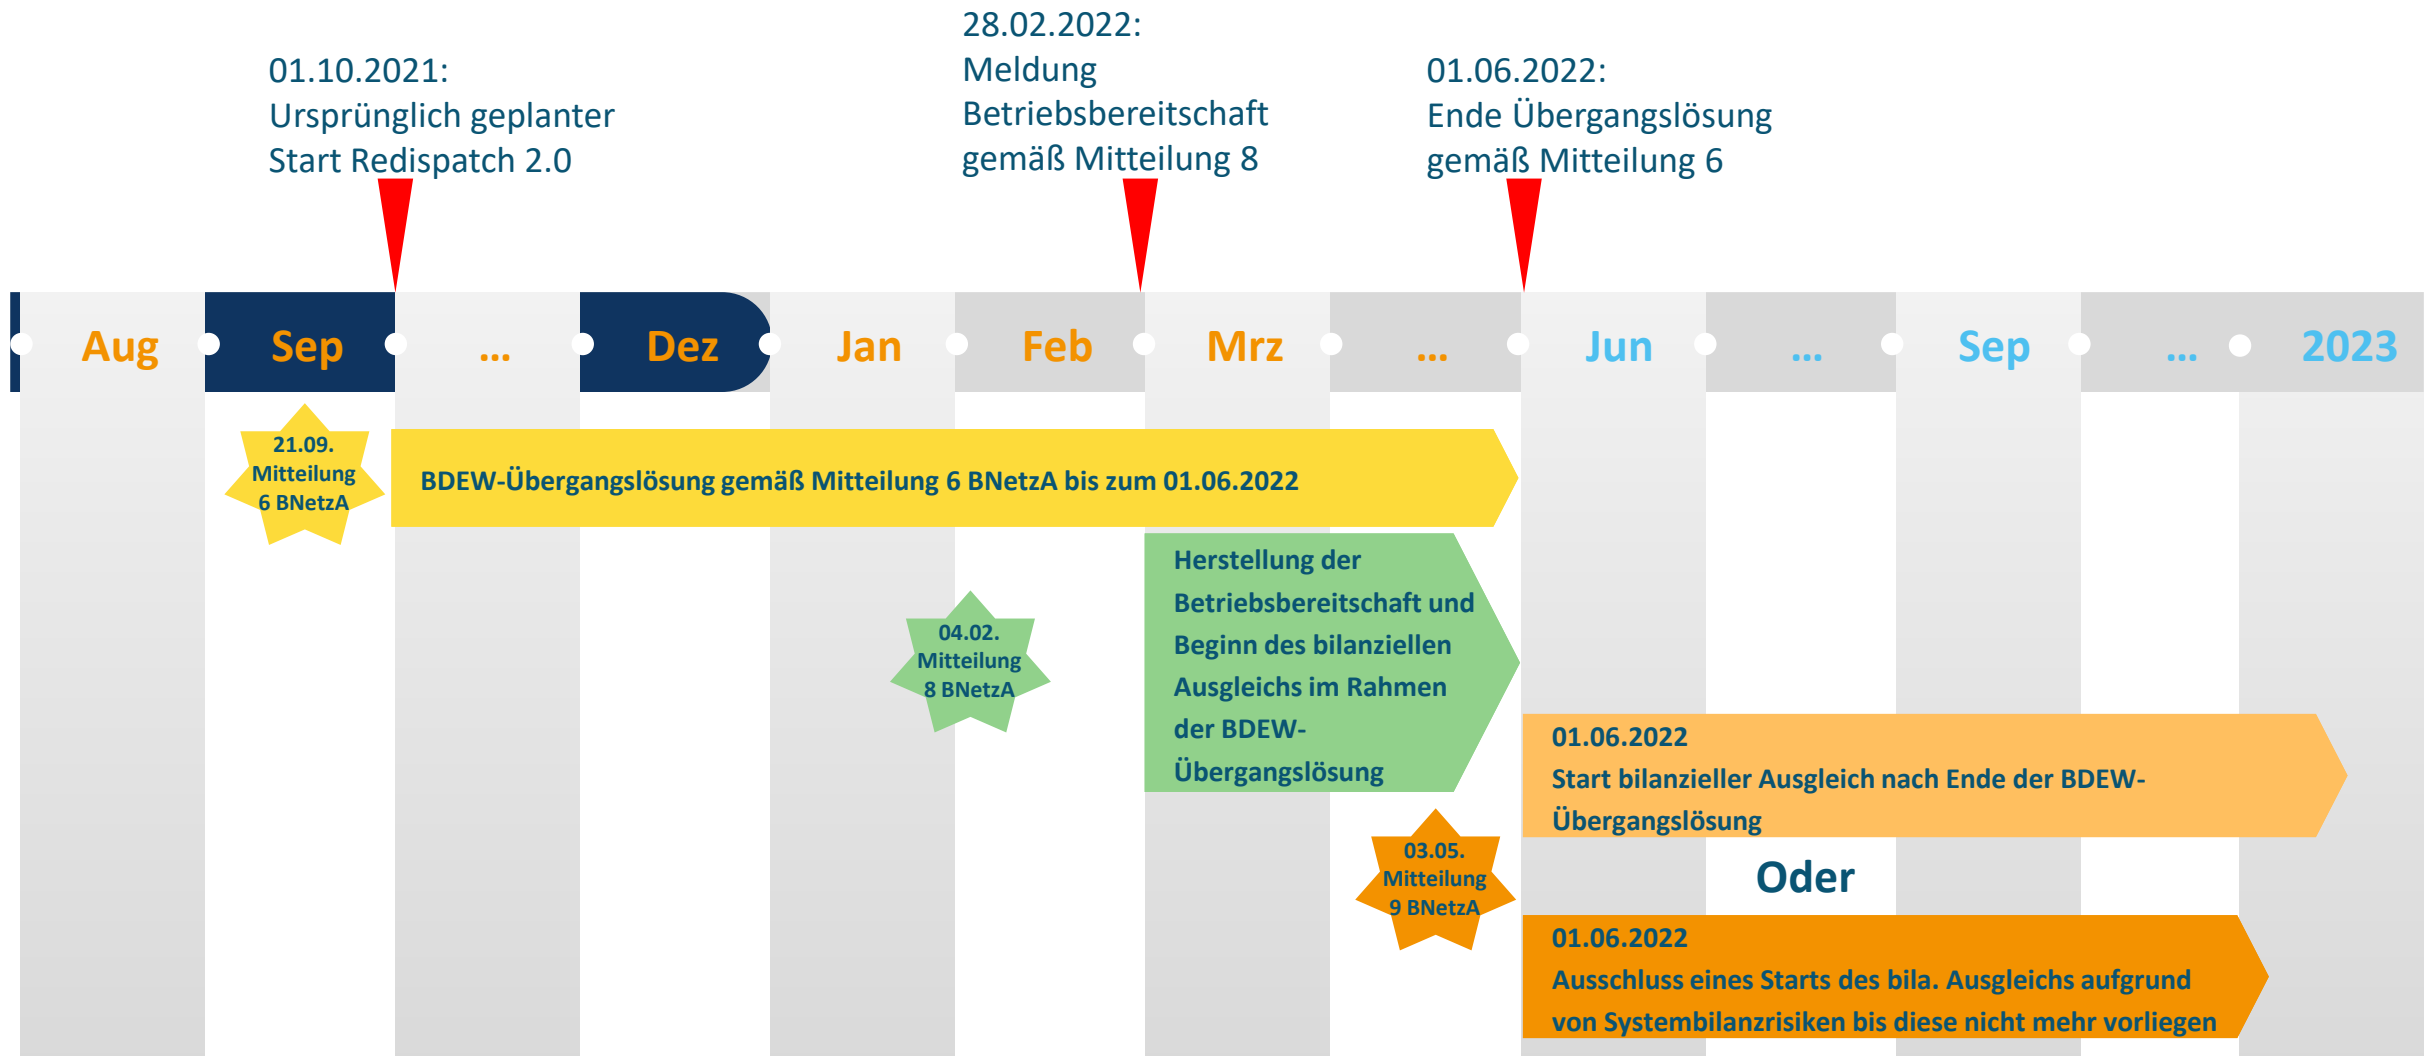 28.02.2022:
Meldung
Betriebsbereitschaft
gemäß Mitteilung 8
01.10.2021:
Ursprünglich geplanter
Start Redispatch 2.0
01.06.2022:
Ende Übergangslösung
gemäß Mitteilung 6
Aug
Sep
...
Dez
Jan
Feb
Mrz
...
Jun
...
Sep
...
2023
21.09.
Mitteilung
6 BNetzA
BDEW-Übergangslösung gemäß Mitteilung 6 BNetzA bis zum 01.06.2022
04.02.
Mitteilung
8 BNetzA
Herstellung der
Betriebsbereitschaft und
Beginn des bilanziellen
Ausgleichs im Rahmen
der BDEW-
Übergangslösung
03.05.
Mitteilung
9 BNetzA
01.06.2022
Start bilanzieller Ausgleich nach Ende der BDEW-
Übergangslösung
Oder
01.06.2022
Ausschluss eines Starts des bila. Ausgleichs aufgrund
von Systembilanzrisiken bis diese nicht mehr vorliegen